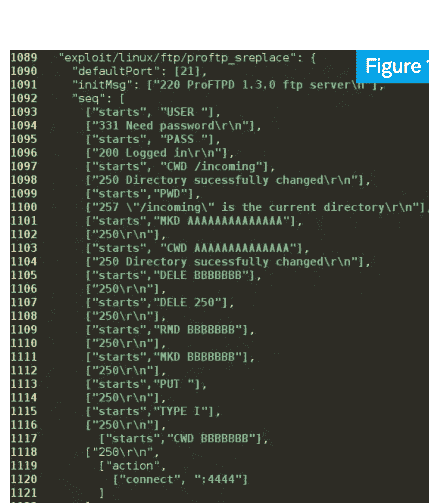 Figure 1
1089 "exploit/linux/ftp/proftp_sreplace": {
1090 "defaultPort": [21],
1091 "initMsg": ["220 ProFTPD 1.3.0 ftp server\n"],
1092 "seq": [
1093 ["starts", "USER "],
1094 ["331 Need password\r\n"],
1095 ["starts", "PASS "],
1096 ["200 Logged in\r\n"],
1097 ["starts", "CWD /incoming"],
1098 ["250 Directory sucessfully changed\r\n"],
1099 ["starts","PWD"],
1100 ["257 \"/incoming\" is the current directory\r\n"],
1101 ["starts","MKD AAAAAAAAAAAAAA"],
1102 ["250\r\n"],
1103 ["starts", "CWD AAAAAAAAAAAAAA"],
1104 ["250 Directory sucessfully changed\r\n"],
1105 ["starts","DELE BBBBBBB"],
1106 ["250\r\n"],
1107 ["starts","DELE 250"],
1108 ["250\r\n"],
1109 ["starts","RMD BBBBBBB"],
1110 ["250\r\n"],
1111 ["starts","MKD BBBBBBB"],
1112 ["250\r\n"],
1113 ["starts","PUT "],
1114 ["250\r\n"],
1115 ["starts","TYPE I"],
1116 ["250\r\n"],
1117 ["starts","CWD BBBBBBB"],
1118 ["250\r\n",
1119 ["action",
1120 ["connect", ":4444"]
1121 ]